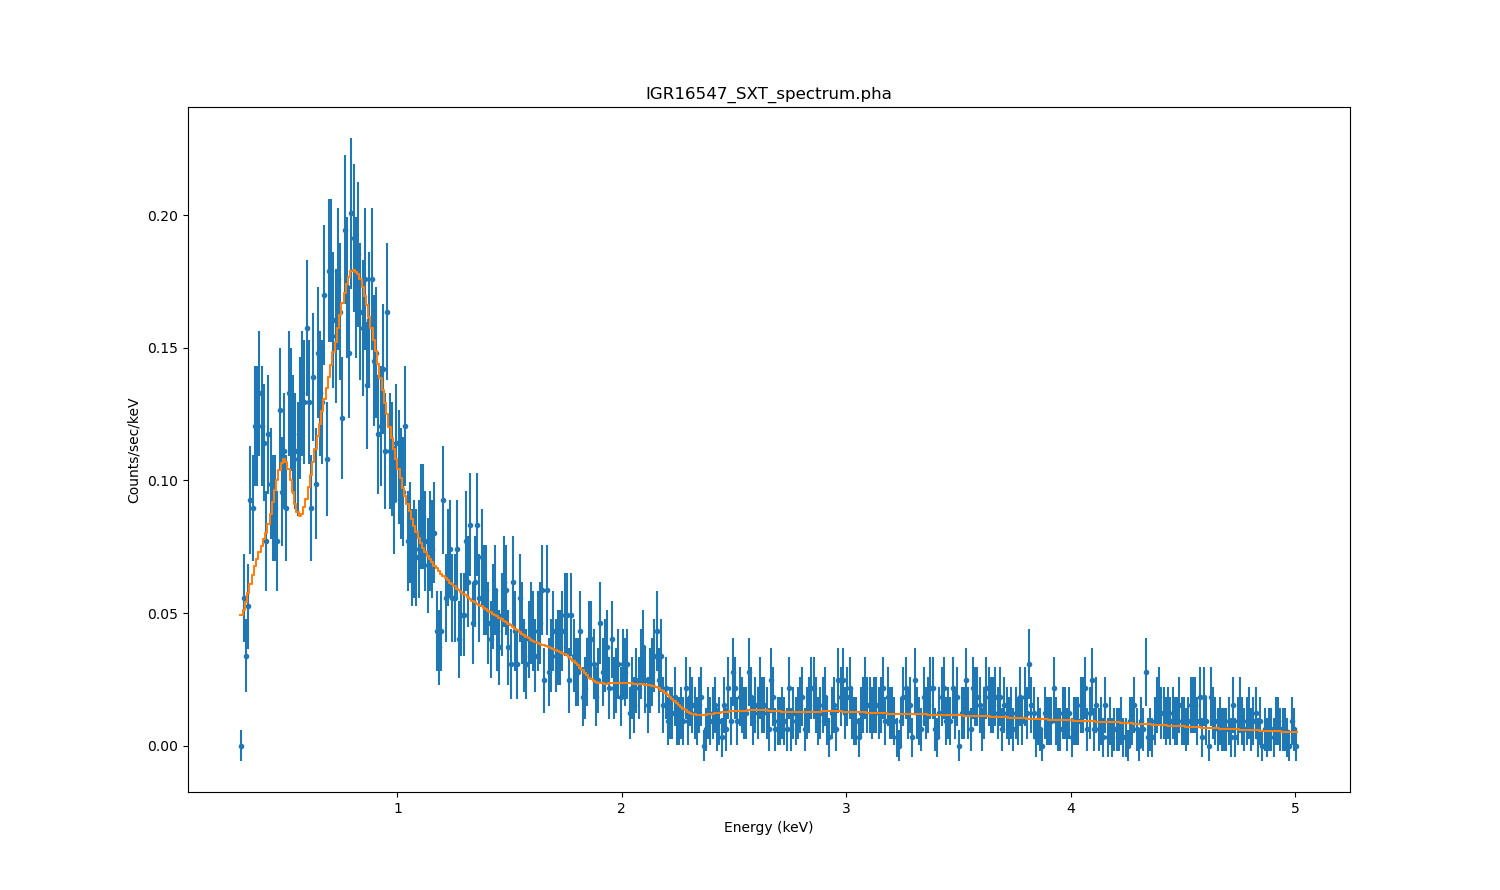 IGR16547_SXT_spectrum.pha
Counts/sec/keV
0.20
0.15
0.10
0.05
0.00
1 2 3 4 5
Energy (keV)